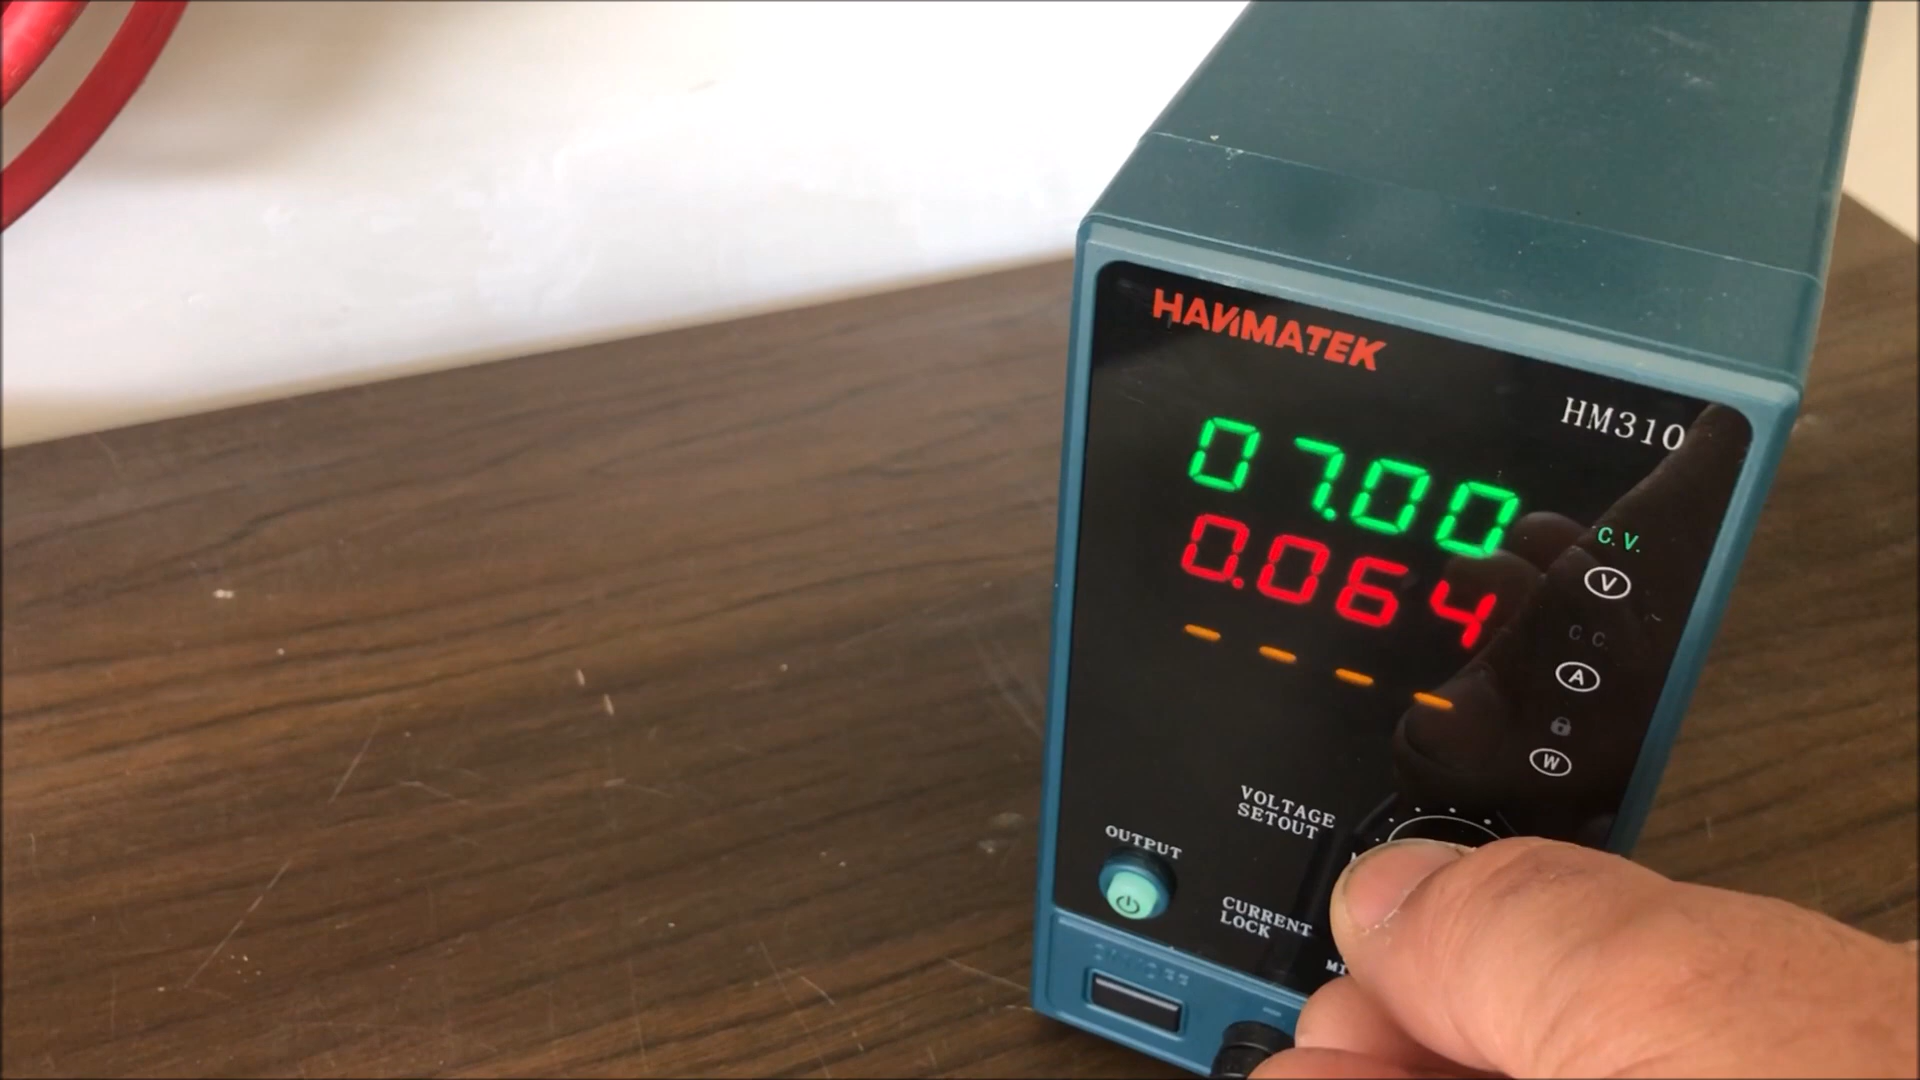 HANMATEK
HM310
07.00
C.V.
V
0.064
C C.
A
- - - -
W
VOLTAGE
SETOUT
OUTPUT
CURRENT
LOCK